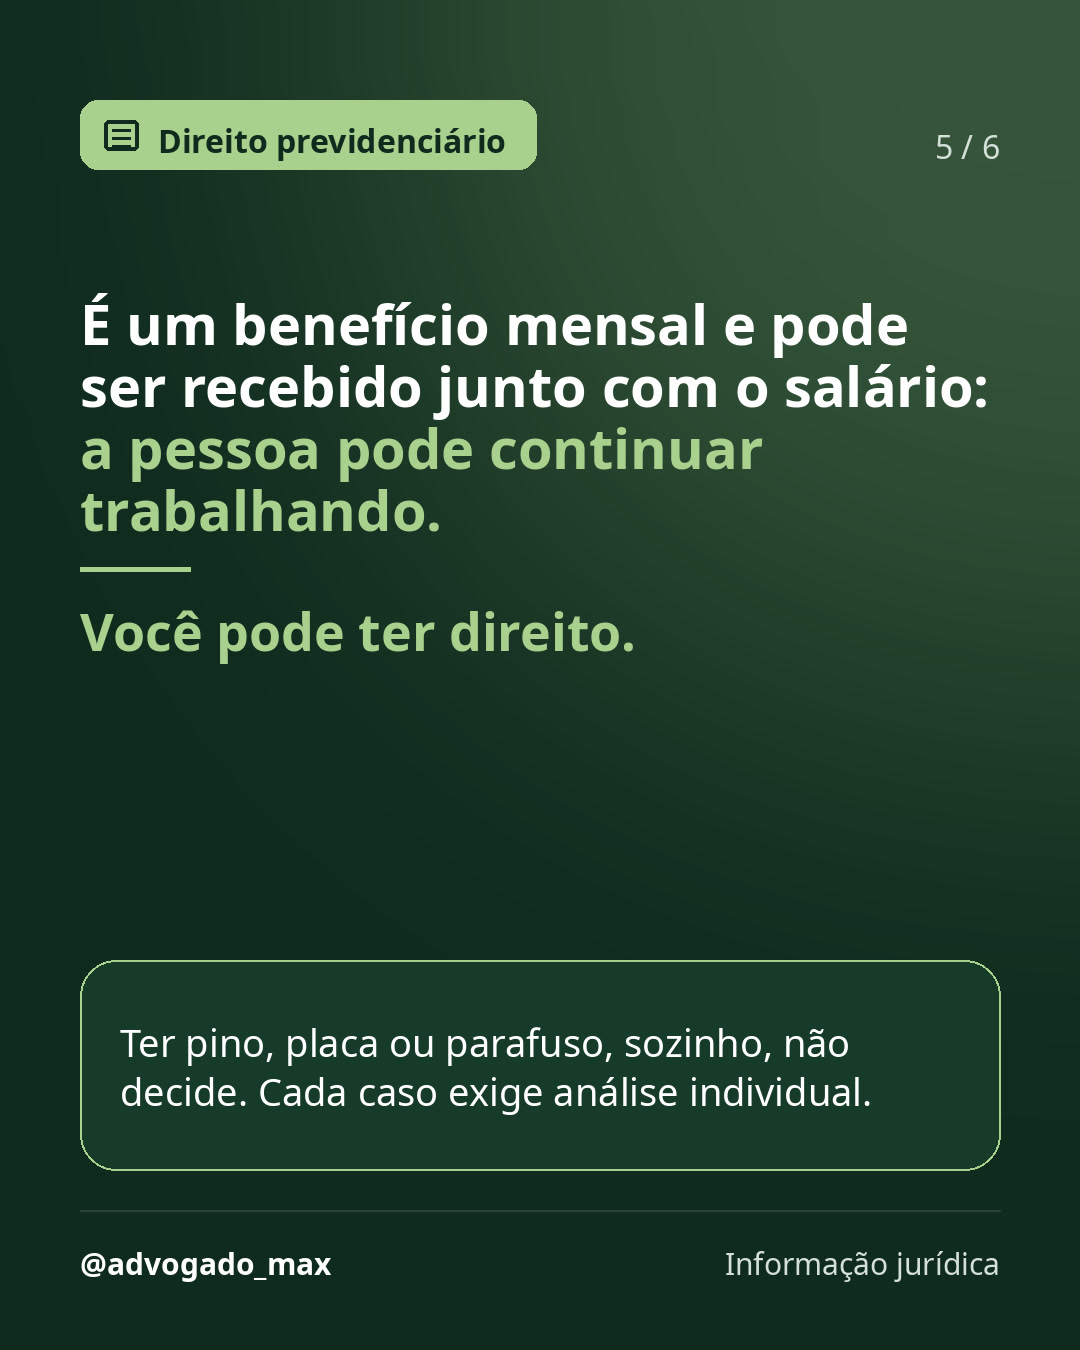 Direito previdenciário
5 / 6
É um benefício mensal e pode
ser recebido junto com o salário:
a pessoa pode continuar
trabalhando.
Você pode ter direito.
Ter pino, placa ou parafuso, sozinho, não
decide. Cada caso exige análise individual.
@advogado_max
Informação jurídica